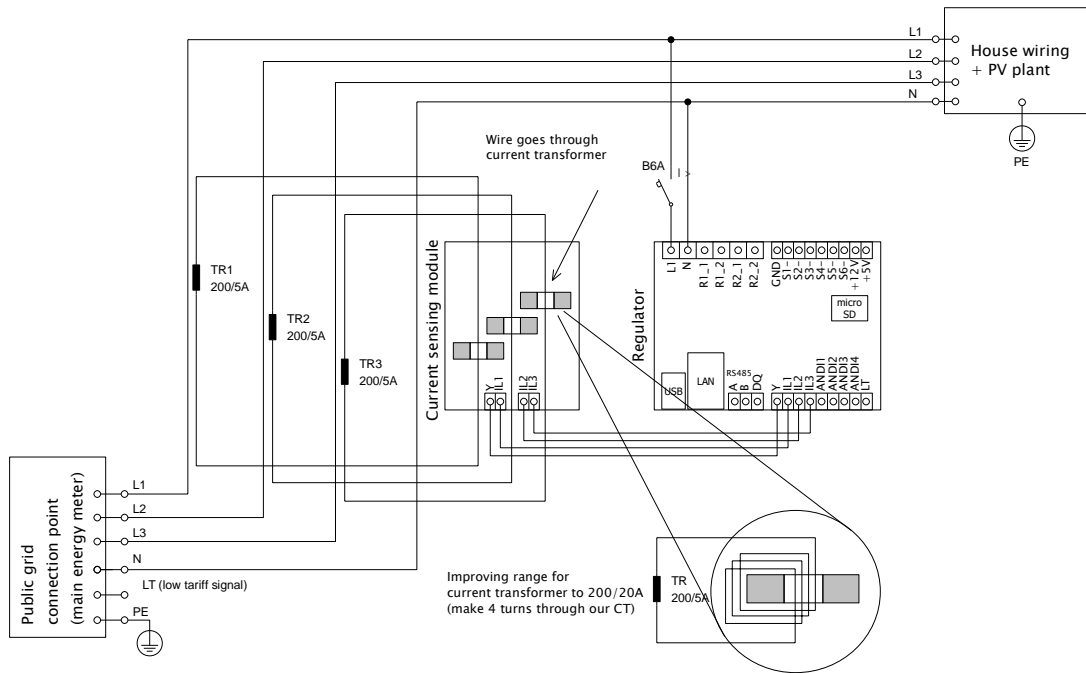 L1
L2
L3
N
House wiring
+ PV plant
PE
Wire goes through
current transformer
B6A
I >
TR1
200/5A
TR2
200/5A
TR3
200/5A
Current sensing module
Y
IL1
IL2
IL3
Regulator
L1
N
R1_1
R1_2
R2_1
R2_2
GND
S1-
S2-
S3-
S4-
S5-
S6-
+12V
+5V
micro
SD
USB
LAN
RS485
A
B
DQ
Y
IL1
IL2
IL3
ANDI1
ANDI2
ANDI3
ANDI4
LT
Public grid
connection point
(main energy meter)
L1
L2
L3
N
LT (low tariff signal)
PE
Improving range for
current transformer to 200/20A
(make 4 turns through our CT)
TR
200/5A